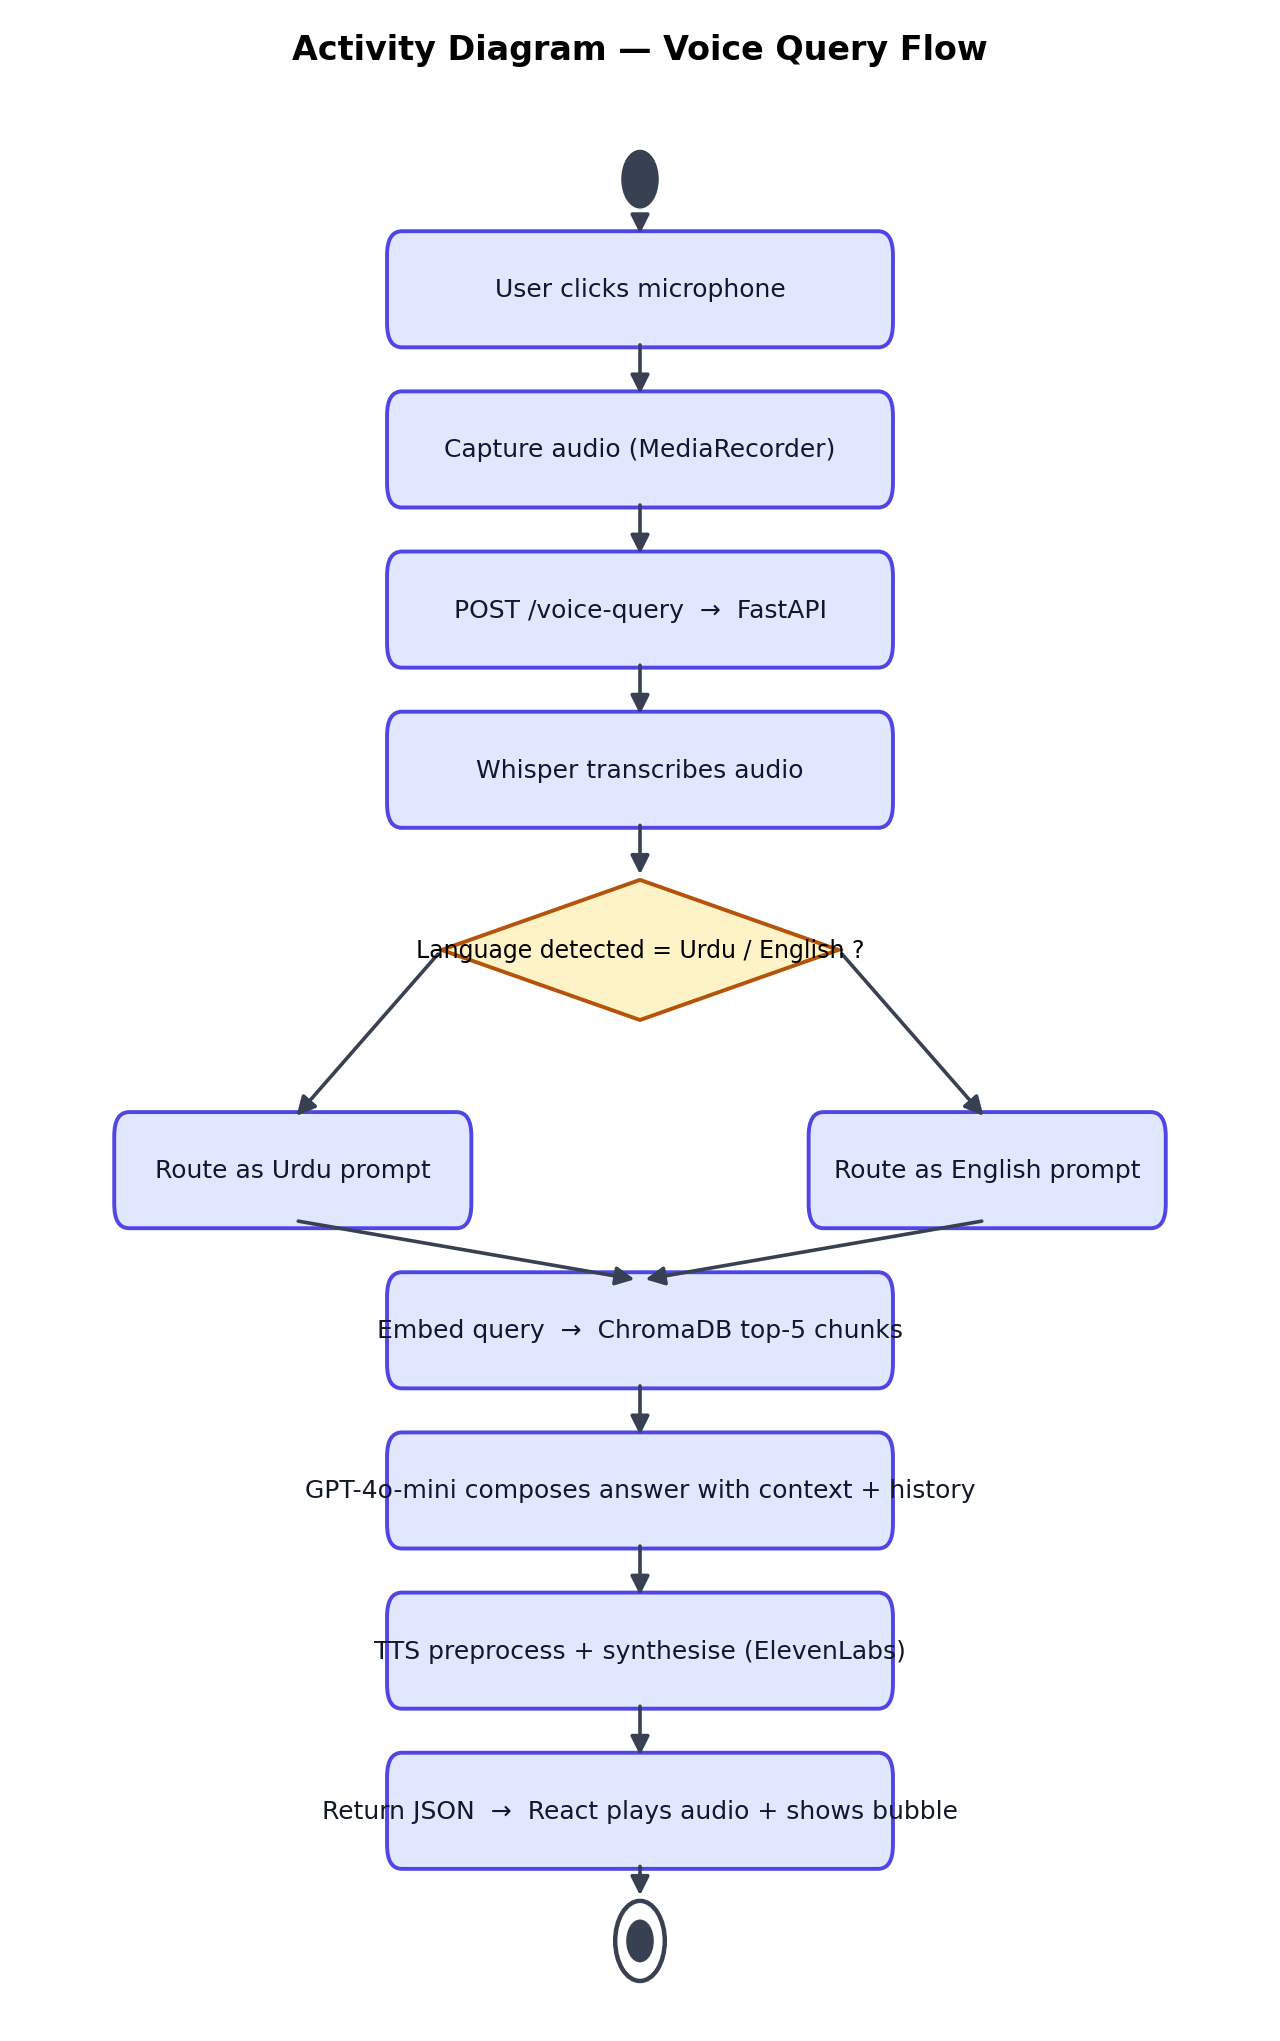 Activity Diagram — Voice Query Flow
User clicks microphone
Capture audio (MediaRecorder)
POST /voice-query → FastAPI
Whisper transcribes audio
Language detected = Urdu / English ?
Route as Urdu prompt
Route as English prompt
Embed query → ChromaDB top-5 chunks
GPT-4o-mini composes answer with context + history
TTS preprocess + synthesise (ElevenLabs)
Return JSON → React plays audio + shows bubble